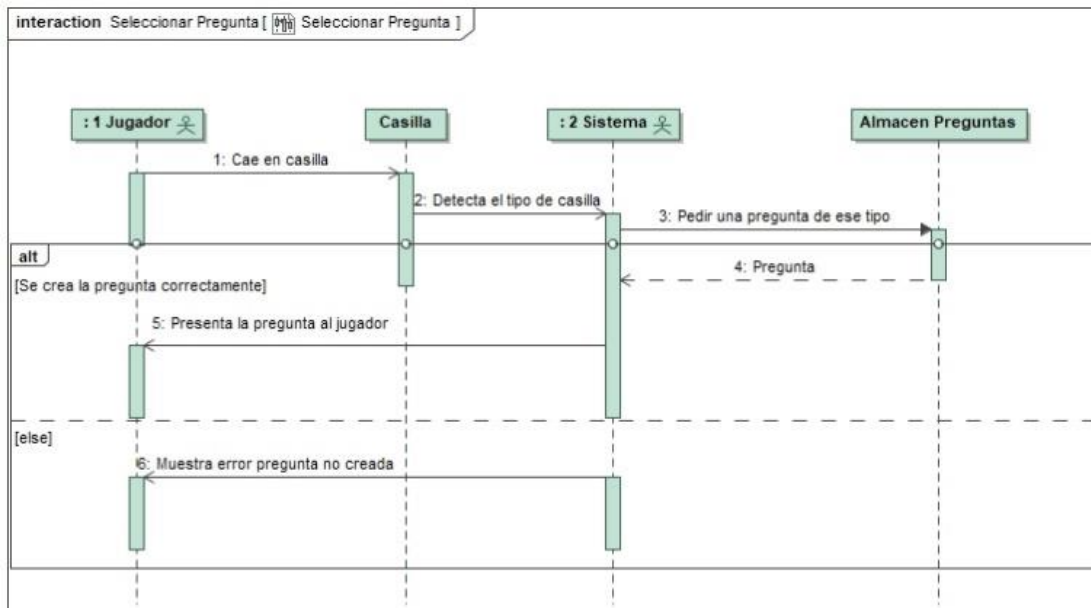 interaction Seleccionar Pregunta [ Seleccionar Pregunta ]
: 1 Jugador
Casilla
: 2 Sistema
Almacen Preguntas
1: Cae en casilla
2: Detecta el tipo de casilla
3: Pedir una pregunta de ese tipo
alt
4: Pregunta
[Se crea la pregunta correctamente]
5: Presenta la pregunta al jugador
[else]
6: Muestra error pregunta no creada